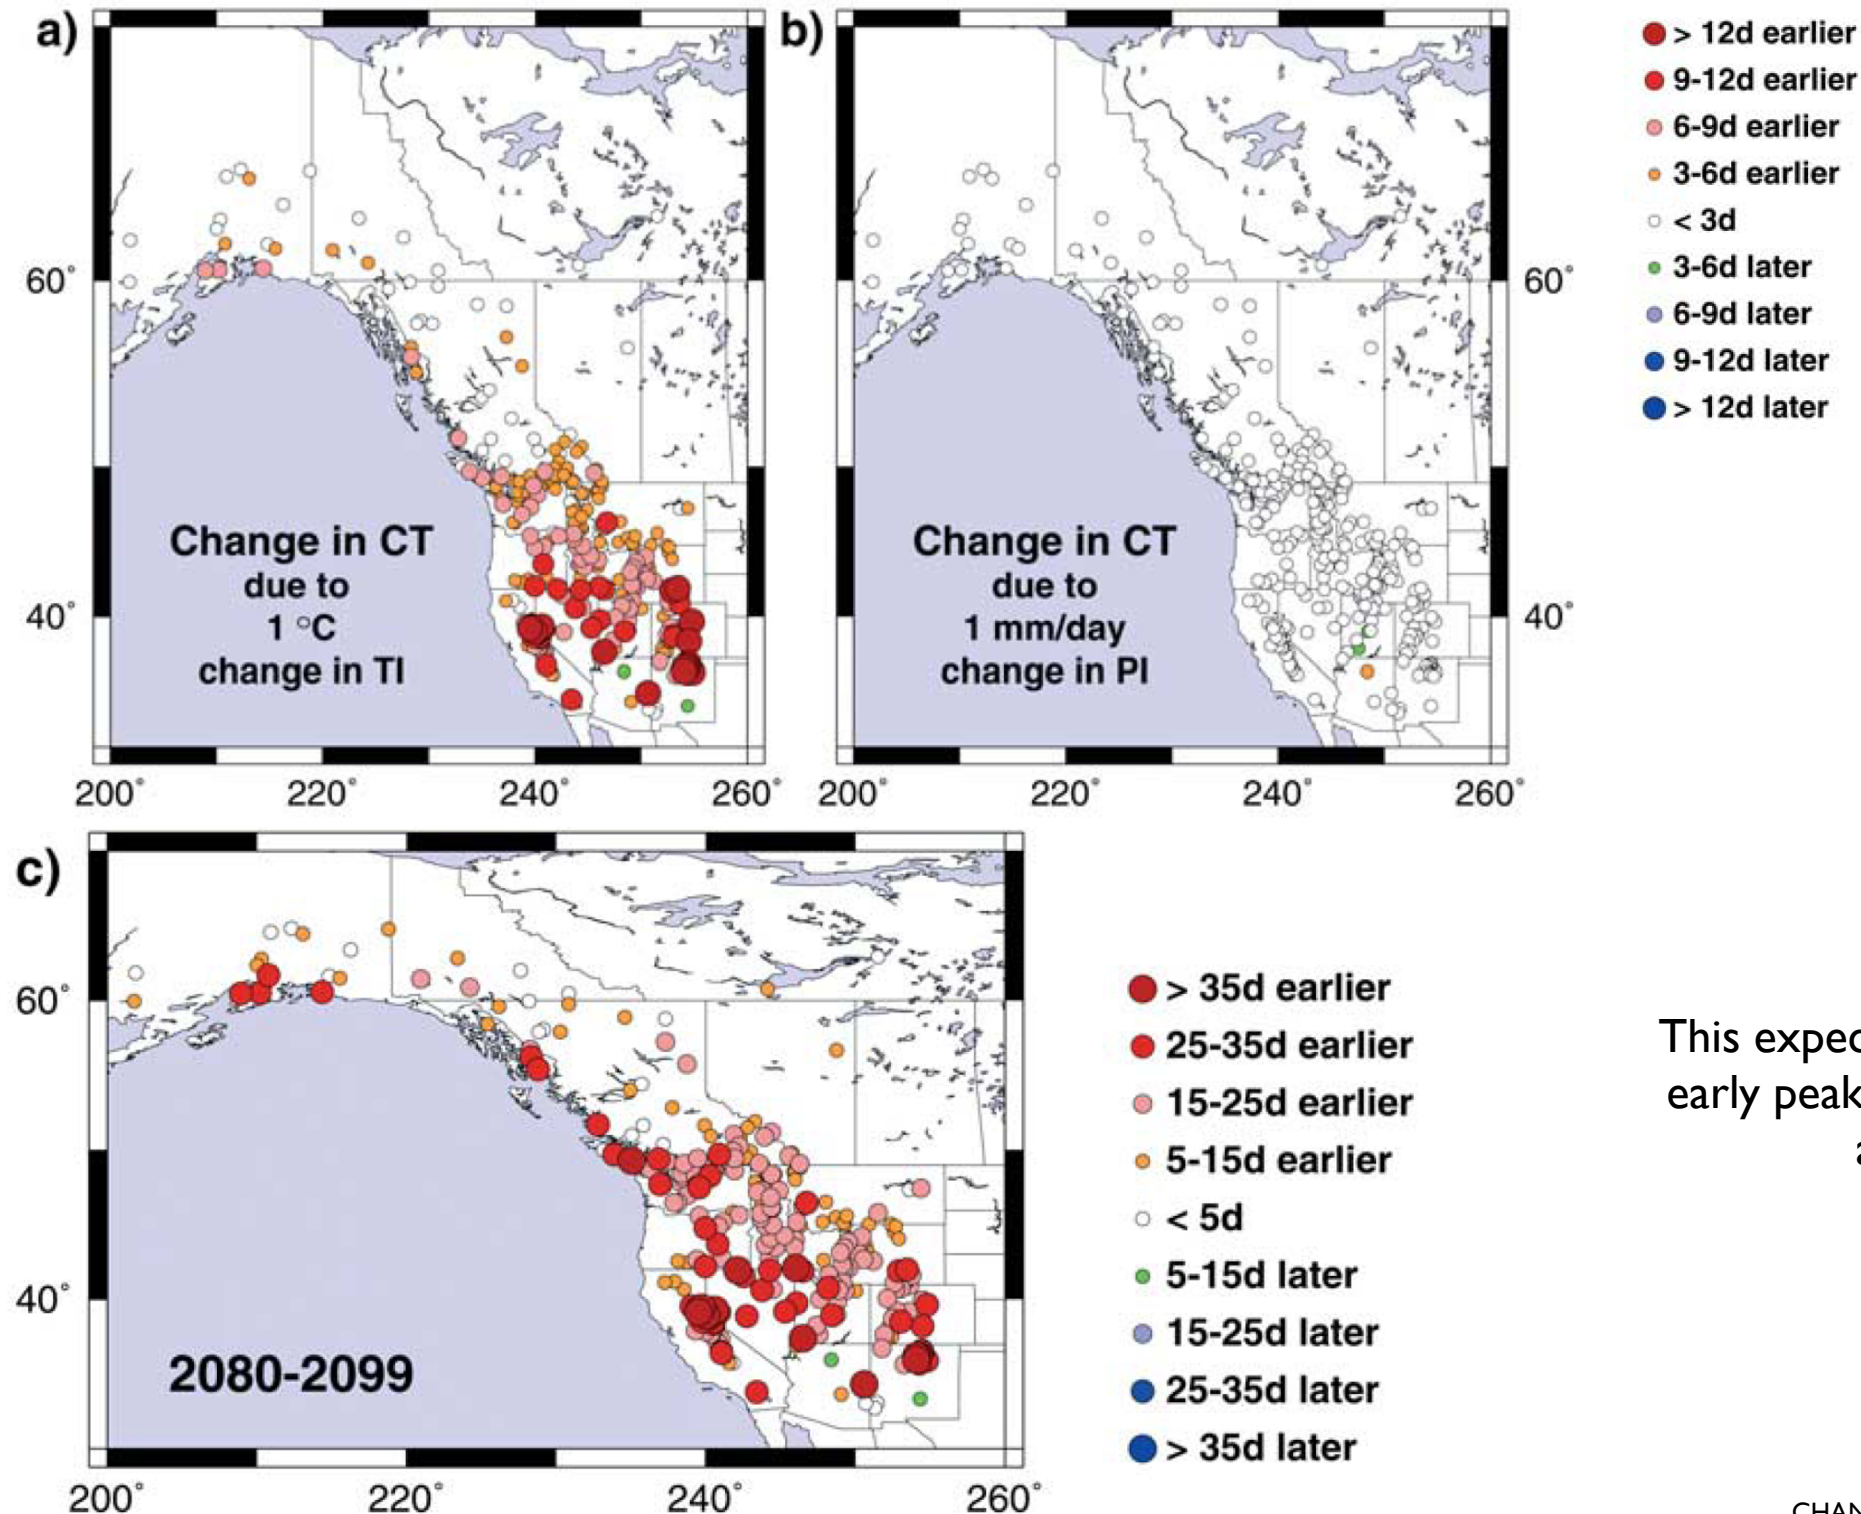 a)
b)
Change in CT
due to
1 °C
change in TI
Change in CT
due to
1 mm/day
change in PI
60°
40°
60°
40°
200°
220°
240°
260°
200°
220°
240°
260°
> 12d earlier
9-12d earlier
6-9d earlier
3-6d earlier
< 3d
3-6d later
6-9d later
9-12d later
> 12d later
c)
60°
40°
2080-2099
200°
220°
240°
260°
> 35d earlier
25-35d earlier
15-25d earlier
5-15d earlier
< 5d
5-15d later
15-25d later
25-35d later
> 35d later
This expec
early peak